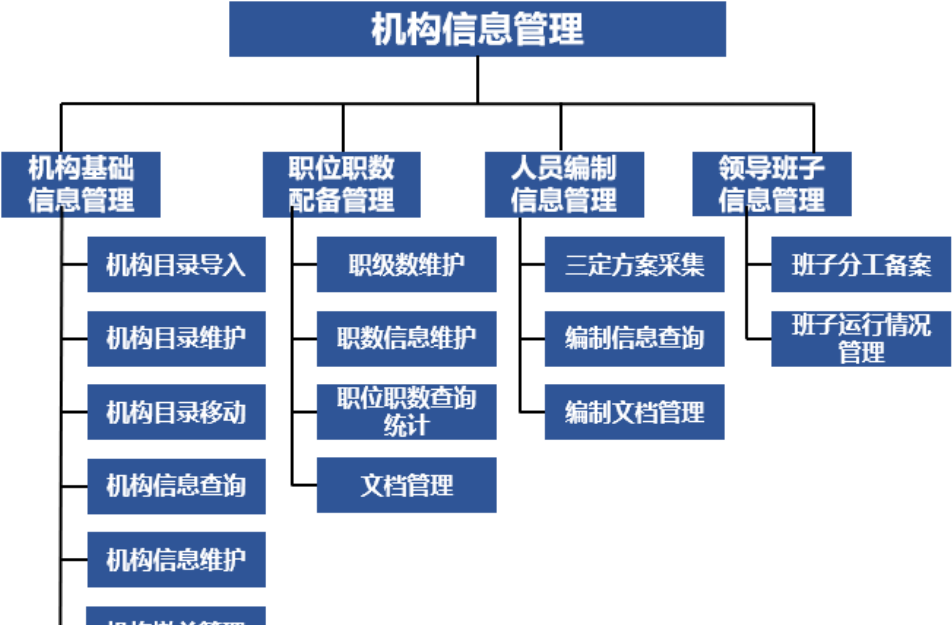 机构信息管理
机构基础
信息管理
职位职数
配备管理
人员编制
信息管理
领导班子
信息管理
机构目录导入
机构目录维护
机构目录移动
机构信息查询
机构信息维护
职级数维护
职数信息维护
职位职数查询
统计
文档管理
三定方案采集
编制信息查询
编制文档管理
班子分工备案
班子运行情况
管理